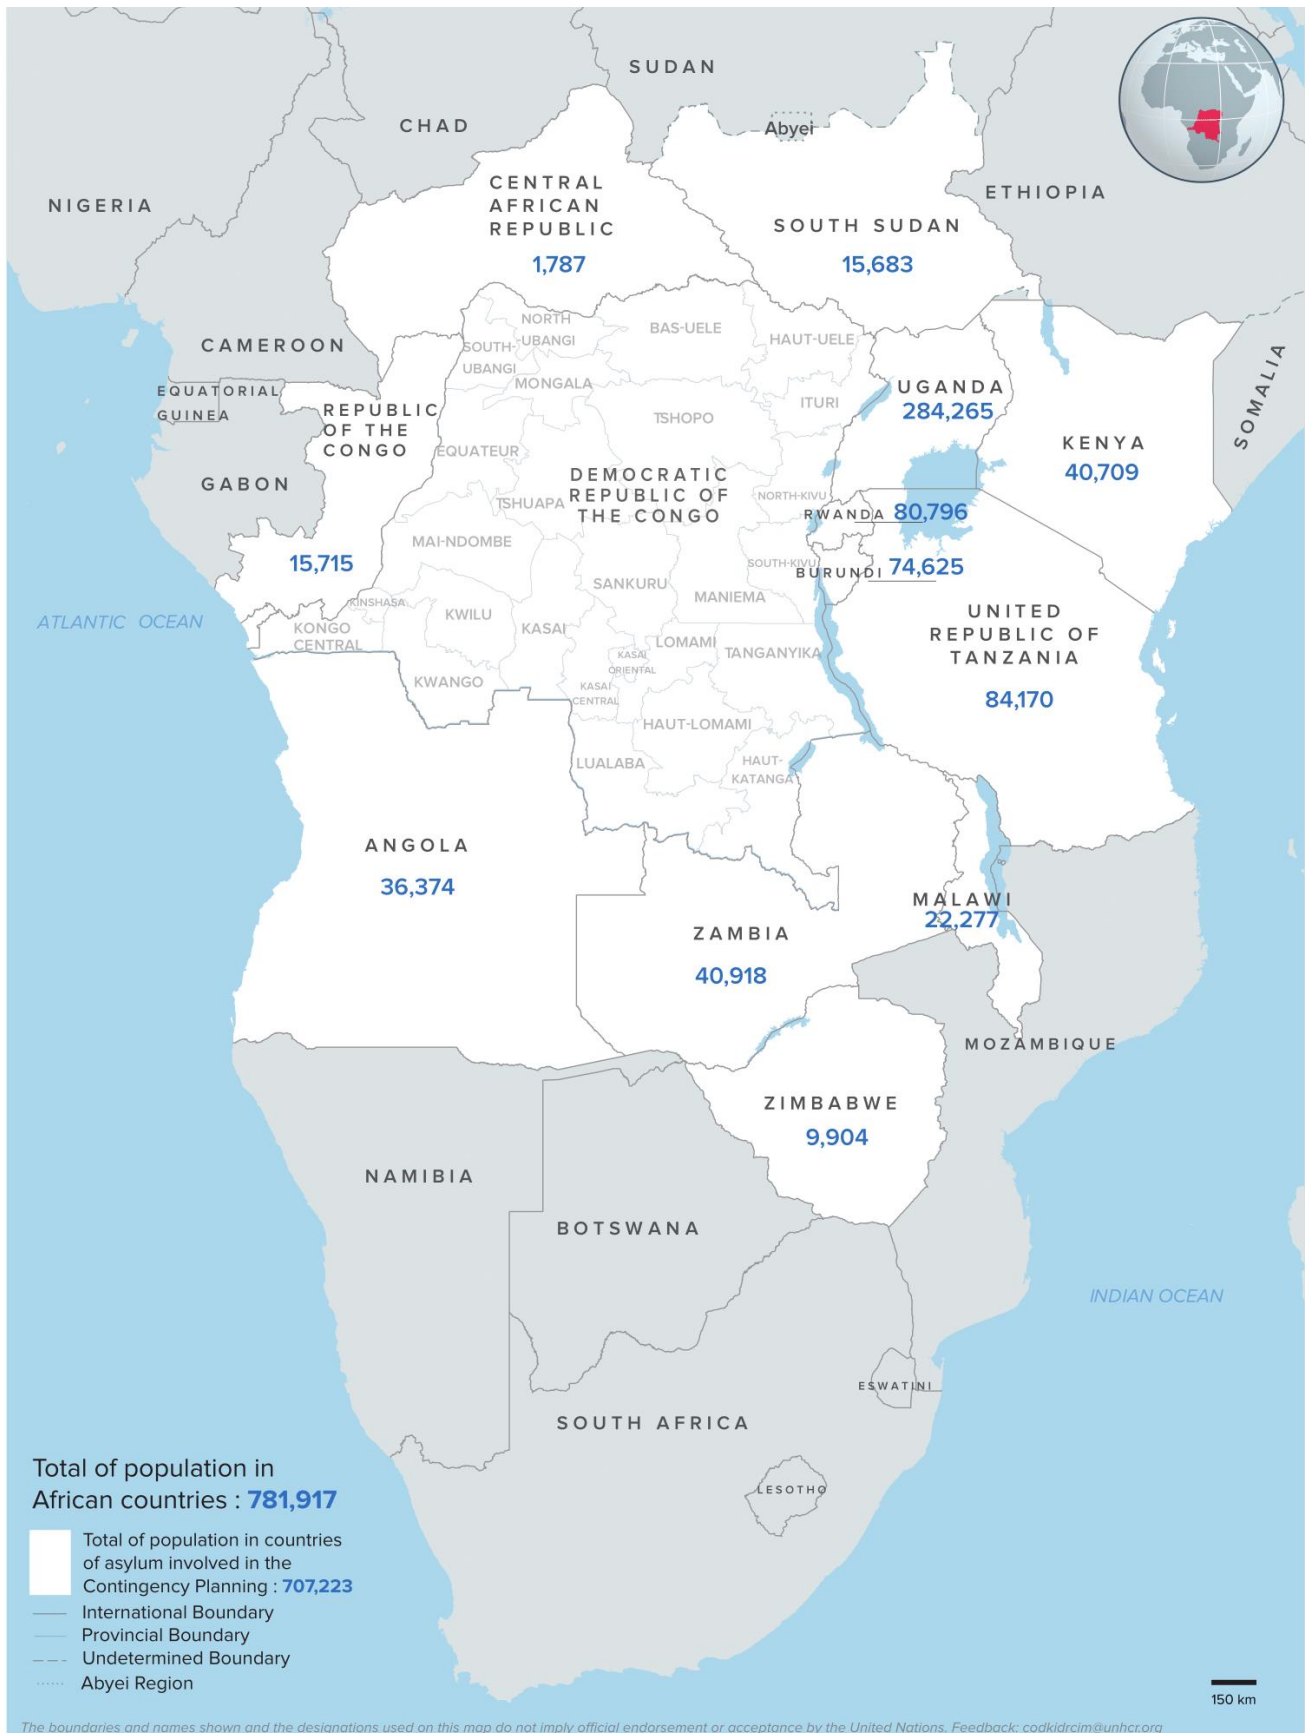 SUDAN
CHAD
Abyei
NIGERIA
CENTRAL
AFRICAN
REPUBLIC
1,787
ETHIOPIA
SOUTH SUDAN
15,683
NORTH
-UBANGI
SOUTH-
UBANGI
BAS-UELE
HAUT-UELE
CAMEROON
MONGALA
EQUATORIAL
GUINEA
UGANDA
284,265
ITURI
SOMALIA
REPUBLIC
OF THE
CONGO
TSHOPO
KENYA
40,709
EQUATEUR
GABON
DEMOCRATIC
REPUBLIC OF
THE CONGO
TSHUAPA
NORTH-KIVU
RWANDA 80,796
MAI-NDOMBE
15,715
SOUTH-KIVU
BURUNDI 74,625
SANKURU
MANIEMA
KINSHASA
KWILU
ATLANTIC OCEAN
KONGO
CENTRAL
KASAI
UNITED
REPUBLIC OF
TANZANIA
84,170
LOMAMI
KASAI
ORIENTAL
TANGANYIKA
KWANGO
KASAI
CENTRAL
HAUT-LOMAMI
LUALABA
HAUT-
KATANGA
ANGOLA
36,374
MALAWI
22,277
ZAMBIA
40,918
MOZAMBIQUE
ZIMBABWE
9,904
NAMIBIA
BOTSWANA
INDIAN OCEAN
ESWATINI
SOUTH AFRICA
LESOTHO
Total of population in
African countries : 781,917
Total of population in countries
of asylum involved in the
Contingency Planning : 707,223
International Boundary
Provincial Boundary
Undetermined Boundary
Abyei Region
150 km
The boundaries and names shown and the designations used on this map do not imply official endorsement or acceptance by the United Nations. Feedback: codkidrcim@unhcr.org